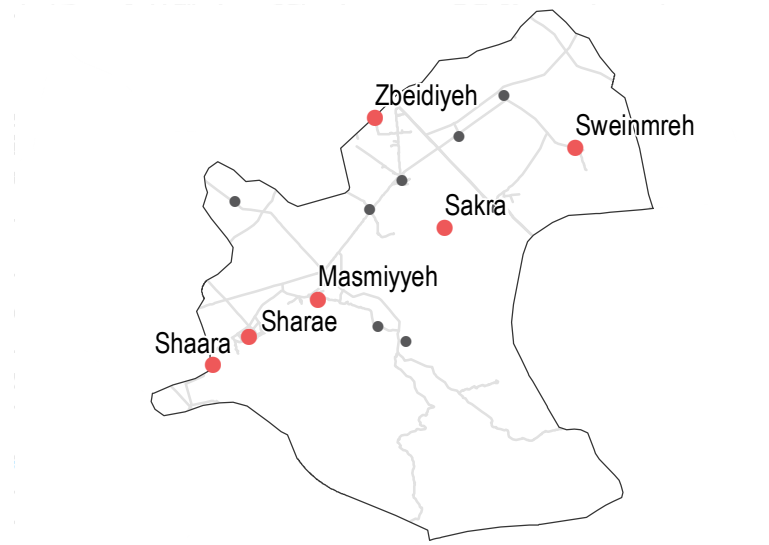 Zbeidiyeh
Sweinmreh
Sakra
Masmiyyeh
Sharae
Shaara